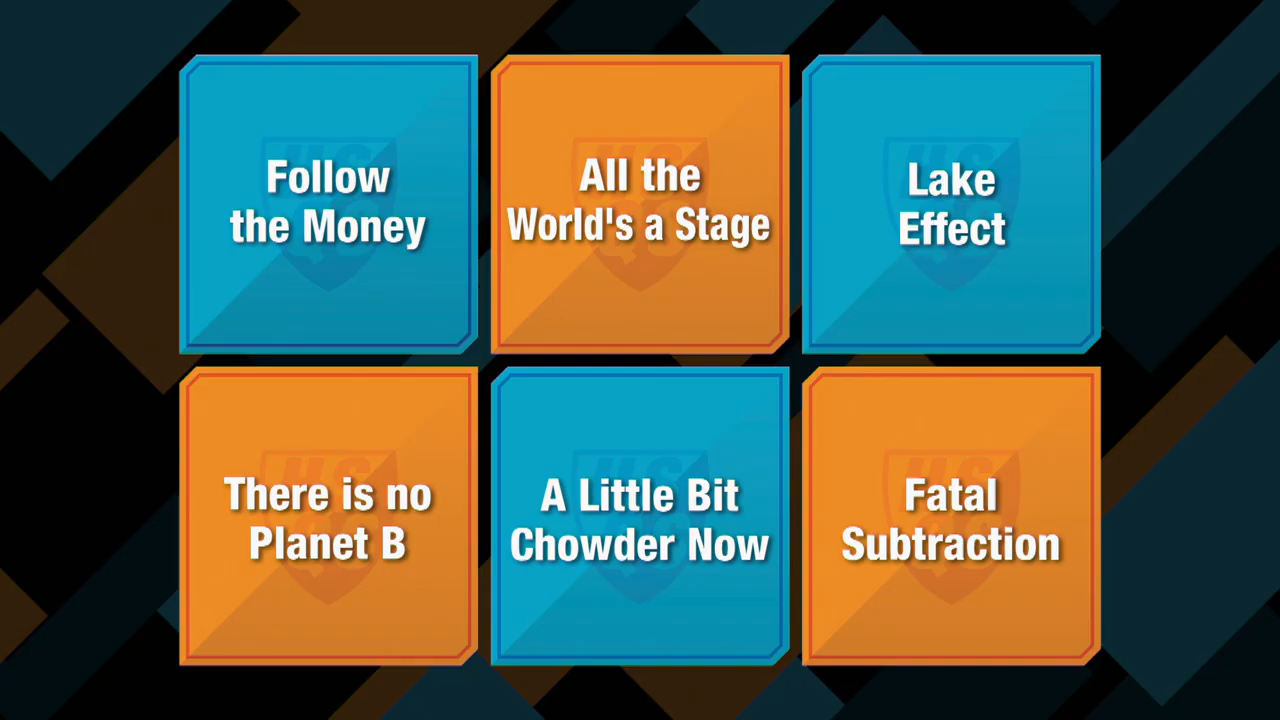 Follow
the Money
All the
World's a Stage
Lake
Effect
There is no
Planet B
A Little Bit
Chowder Now
Fatal
Subtraction